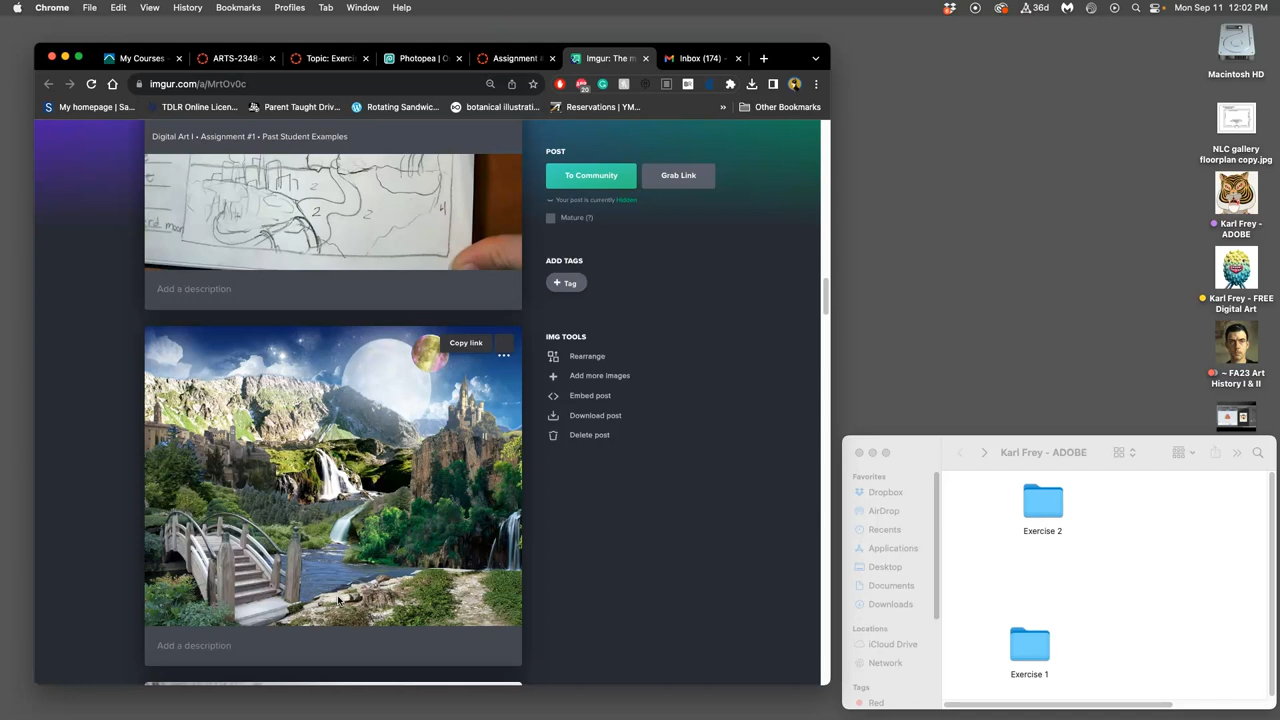 Chrome File Edit View History Bookmarks Profiles Tab Window Help
36d
Mon Sep 11 12:02 PM
My Courses
ARTS-2348-
Topic: Exerci
Photopea | O
Assignment
Imgur: The m
Inbox (174) -
imgur.com/a/MrtOv0c
20
My homepage | Sa...
TDLR Online Licen...
Parent Taught Driv...
Rotating Sandwic...
botanical illustrati...
Reservations | YM...
Other Bookmarks
Digital Art I • Assignment #1 • Past Student Examples
Add a description
Copy link
Add a description
POST
To Community
Grab Link
Your post is currently Hidden
Mature (?)
ADD TAGS
+ Tag
IMG TOOLS
Rearrange
Add more images
Embed post
Download post
Delete post
Macintosh HD
NLC gallery
floorplan copy.jpg
Karl Frey -
ADOBE
Karl Frey - FREE
Digital Art
~ FA23 Art
History I & II
Karl Frey - ADOBE
Favorites
Dropbox
AirDrop
Recents
Applications
Desktop
Documents
Downloads
Locations
iCloud Drive
Network
Tags
Red
Exercise 2
Exercise 1